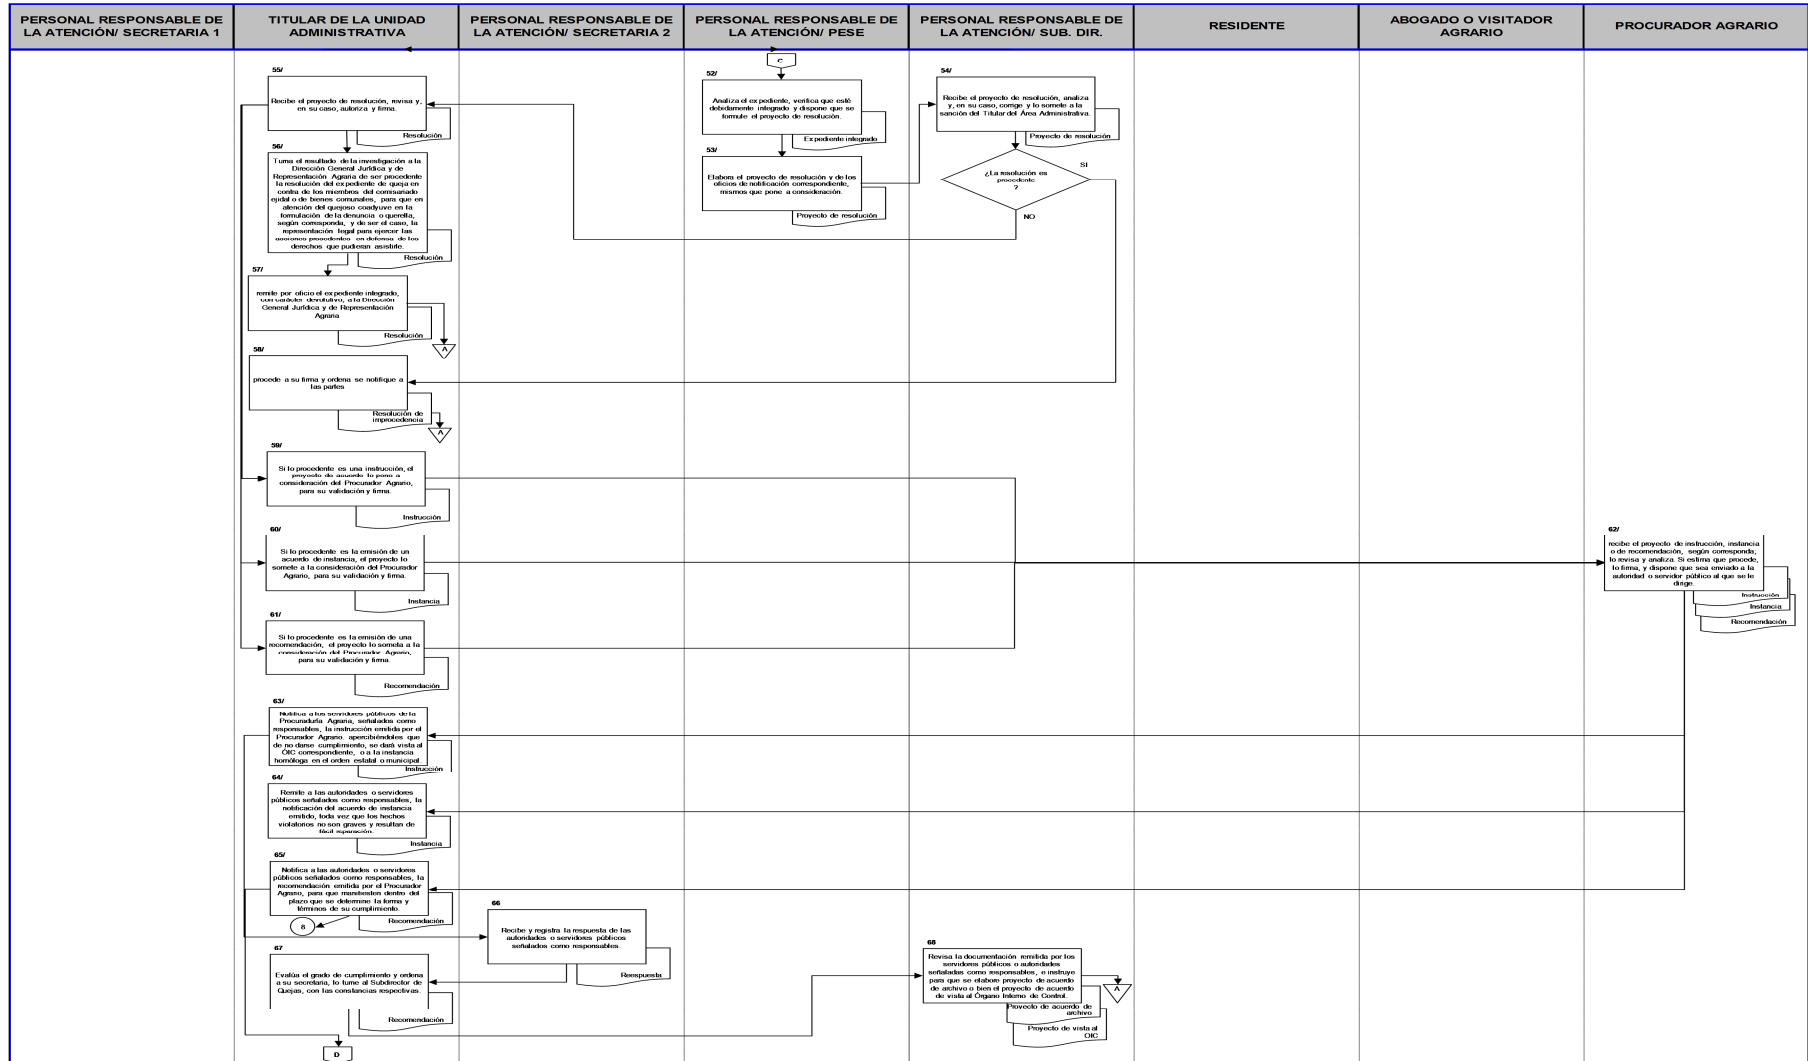 PERSONAL RESPONSABLE DE
LA ATENCIÓN/ SECRETARIA 1
TITULAR DE LA UNIDAD
ADMINISTRATIVA
PERSONAL RESPONSABLE DE
LA ATENCIÓN/ SECRETARIA 2
PERSONAL RESPONSABLE DE
LA ATENCIÓN/ PESE
PERSONAL RESPONSABLE DE
LA ATENCIÓN/ SUB. DIR.
RESIDENTE
ABOGADO O VISITADOR
AGRARIO
PROCURADOR AGRARIO
C
52/
Analiza el expediente, verifica que esté
debidamente integrado y dispone que se
formule el proyecto de resolución.
Expediente integrado
53/
Elabora el proyecto de resolución y de los
oficios de notificación correspondiente,
mismos que pone a consideración.
Proyecto de resolución
54/
Recibe el proyecto de resolución, analiza
y, en su caso, corrige y lo somete a la
sanción del Titular del Área Administrativa.
Proyecto de resolución
¿La resolución es
procedente
?
SI
NO
55/
Recibe el proyecto de resolución, revisa y,
en su caso, autoriza y firma.
Resolución
56/
Turna el resultado de la investigación a la
Dirección General Jurídica y de
Representación Agraria de ser procedente
la resolución del expediente de queja en
contra de los miembros del comisariado
ejidal o de bienes comunales, para que en
atención del quejoso coadyuve en la
formulación de la denuncia o querella,
según corresponda, y de ser el caso, la
representación legal para ejercer las
acciones procedentes en defensa de los
derechos que pudieran asistirle.
Resolución
57/
remite por oficio el expediente integrado,
con carácter devolutivo, a la Dirección
General Jurídica y de Representación
Agraria
Resolución
A
58/
procede a su firma y ordena se notifique a
las partes
Resolución de
improcedencia
A
59/
Si lo procedente es una instrucción, el
proyecto de acuerdo lo pone a
consideración del Procurador Agrario,
para su validación y firma.
Instrucción
60/
Si lo procedente es la emisión de un
acuerdo de instancia, el proyecto lo
somete a la consideración del Procurador
Agrario, para su validación y firma.
Instancia
61/
Si lo procedente es la emisión de una
recomendación, el proyecto lo someta a la
consideración del Procurador Agrario,
para su validación y firma.
Recomendación
62/
recibe el proyecto de instrucción, instancia
o de recomendación, según corresponda;
lo revisa y analiza. Si estima que procede,
lo firma, y dispone que sea enviado a la
autoridad o servidor público al que se le
dirige.
Instrucción
Instancia
Recomendación
63/
Notifica a los servidores públicos de la
Procuraduría Agraria, señalados como
responsables, la instrucción emitida por el
Procurador Agrario. apercibiéndoles que
de no darse cumplimiento, se dará vista al
ÓIC correspondiente, o a la instancia
homóloga en el orden estatal o municipal.
Instrucción
64/
Remite a las autoridades o servidores
públicos señalados como responsables, la
notificación del acuerdo de instancia
emitido, toda vez que los hechos
violatorios no son graves y resultan de
fácil reparación.
Instancia
65/
Notifica a las autoridades o servidores
públicos señalados como responsables, la
recomendación emitida por el Procurador
Agrario, para que manifiesten dentro del
plazo que se determine la forma y
términos de su cumplimiento.
Recomendación
8
66
Recibe y registra la respuesta de las
autoridades o servidores públicos
señalados como responsables.
Reespuesta
67
Evalúa el grado de cumplimiento y ordena
a su secretaria, lo turne al Subdirector de
Quejas, con las constancias respectivas.
Recomendación
68
Revisa la documentación remitida por los
servidores públicos o autoridades
señaladas como responsables, e instruye
para que se elabore proyecto de acuerdo
de archivo o bien el proyecto de acuerdo
de vista al Órgano Interno de Control.
Proyecto de acuerdo de
archivo
Proyecto de vista al
OIC
A
D